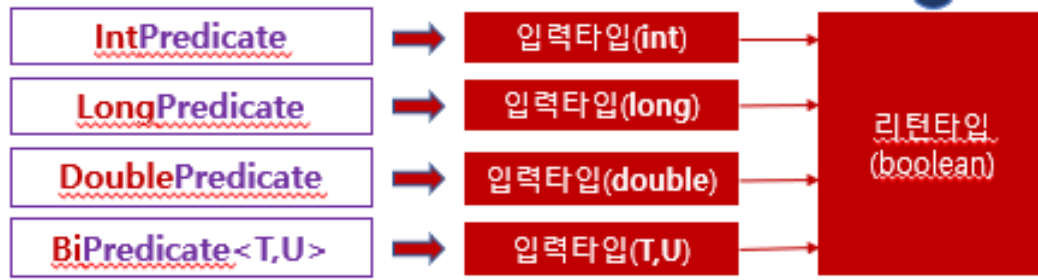 IntPredicate
입력타입(int)
LongPredicate
입력타입(long)
DoublePredicate
입력타입(double)
BiPredicate<T,U>
입력타입(T,U)
리턴타입
(boolean)